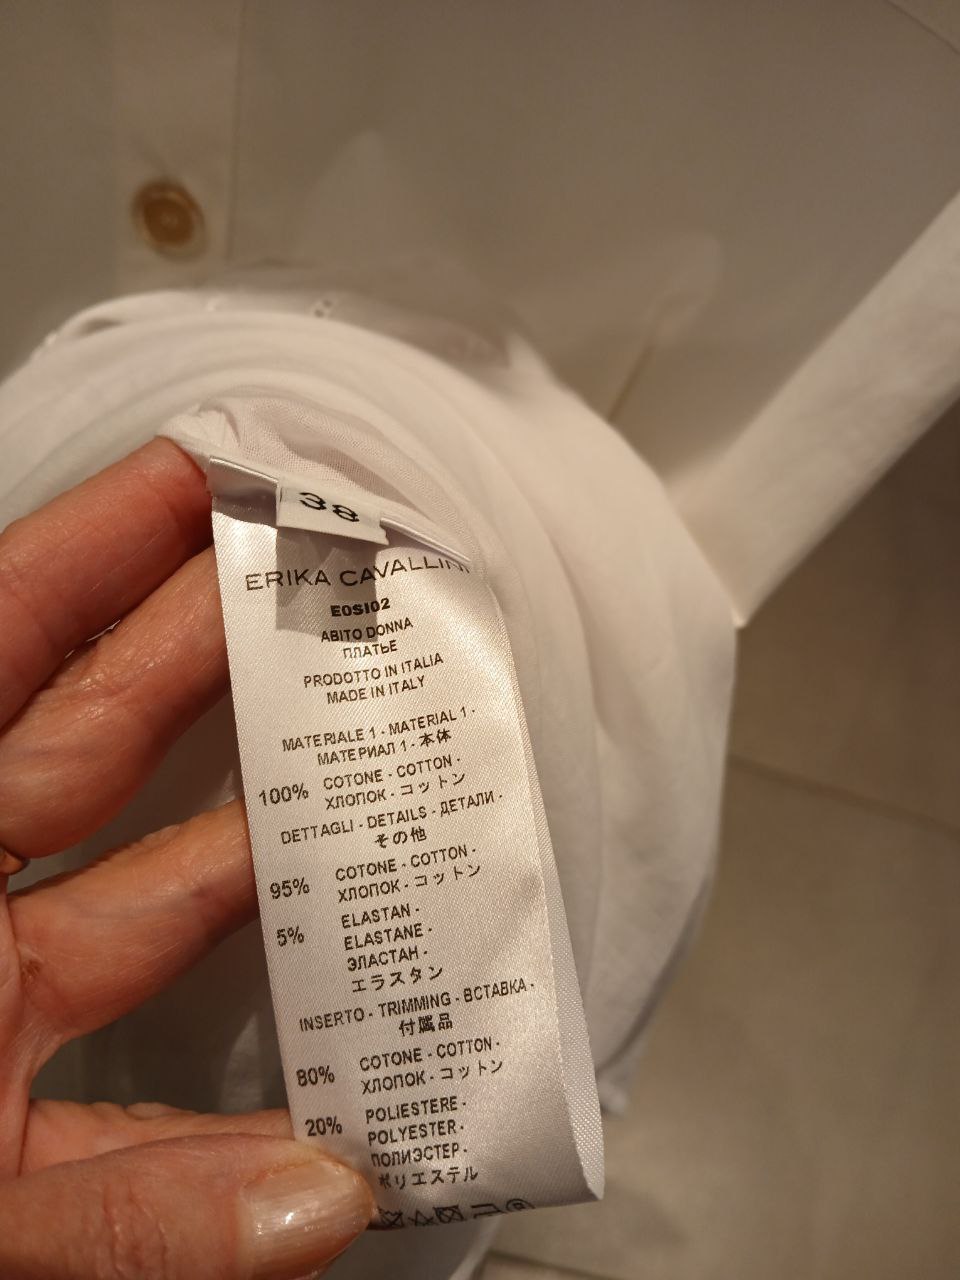 38
ERIKA CAVALLINI
E0SI02
ABITO DONNA
ПЛАТЬЕ
PRODOTTO IN ITALIA
MADE IN ITALY
MATERIALE 1 - MATERIAL 1 -
МАТЕРИАЛ 1 - 本体
100% COTONE - COTTON -
ХЛОПОК - コットン
DETTAGLI - DETAILS - ДЕТАЛИ -
その他
95% COTONE - COTTON -
ХЛОПОК - コットン
5% ELASTAN -
ELASTANE -
ЭЛАСТАН -
エラスタン
INSERTO - TRIMMING - ВСТАВКА -
付属品
80% COTONE - COTTON -
ХЛОПОК - コットン
20% POLIESTERE -
POLYESTER -
ПОЛИЭСТЕР -
ポリエステル